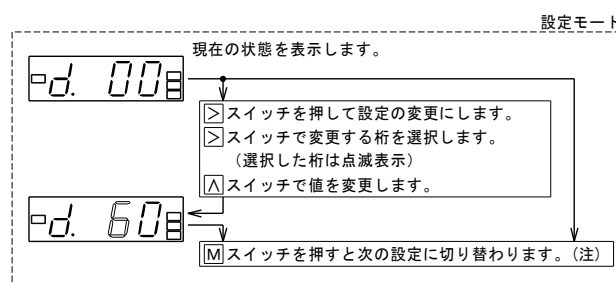 設定モード
現在の状態を表示します。
d. 00
>スイッチを押して設定の変更にします。
>スイッチで変更する桁を選択します。
（選択した桁は点滅表示）
∧スイッチで値を変更します。
d. 60
Mスイッチを押すと次の設定に切り替わります。(注)